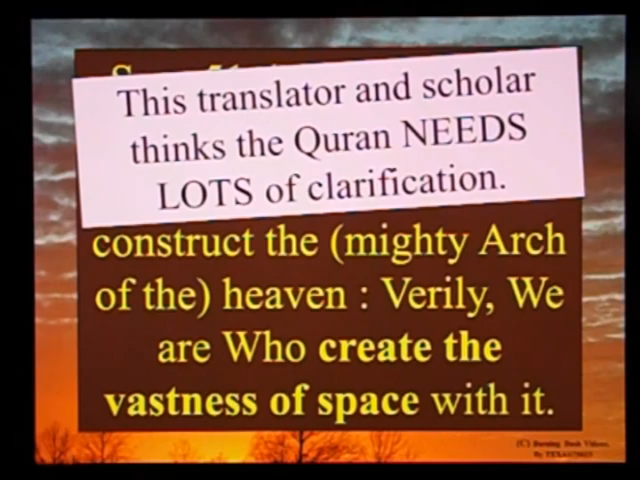 This translator and scholar
thinks the Quran NEEDS
LOTS of clarification.
construct the (mighty Arch
of the) heaven : Verily, We
are Who create the
vastness of space with it.
(C) Burning Bush Videos.